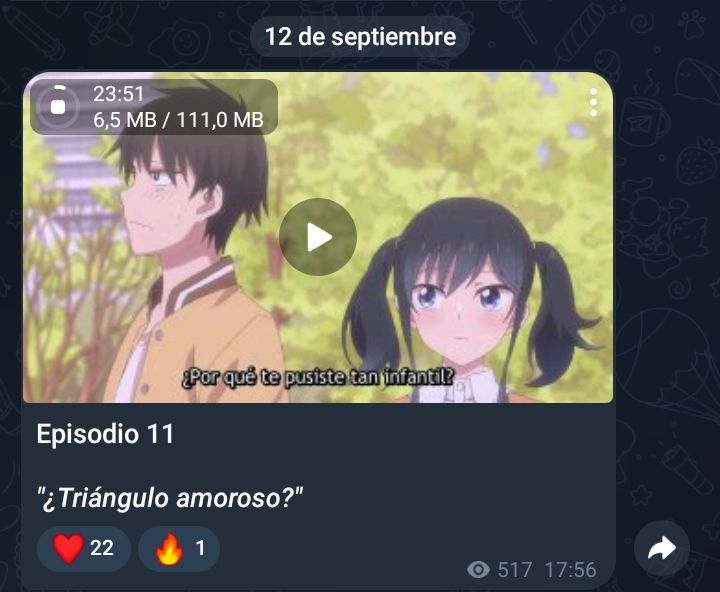 12 de septiembre
23:51
6,5 MB / 111,0 MB
¿Por qué te pusiste tan infantil?
Episodio 11
"¿Triángulo amoroso?"
22 1
517 17:56